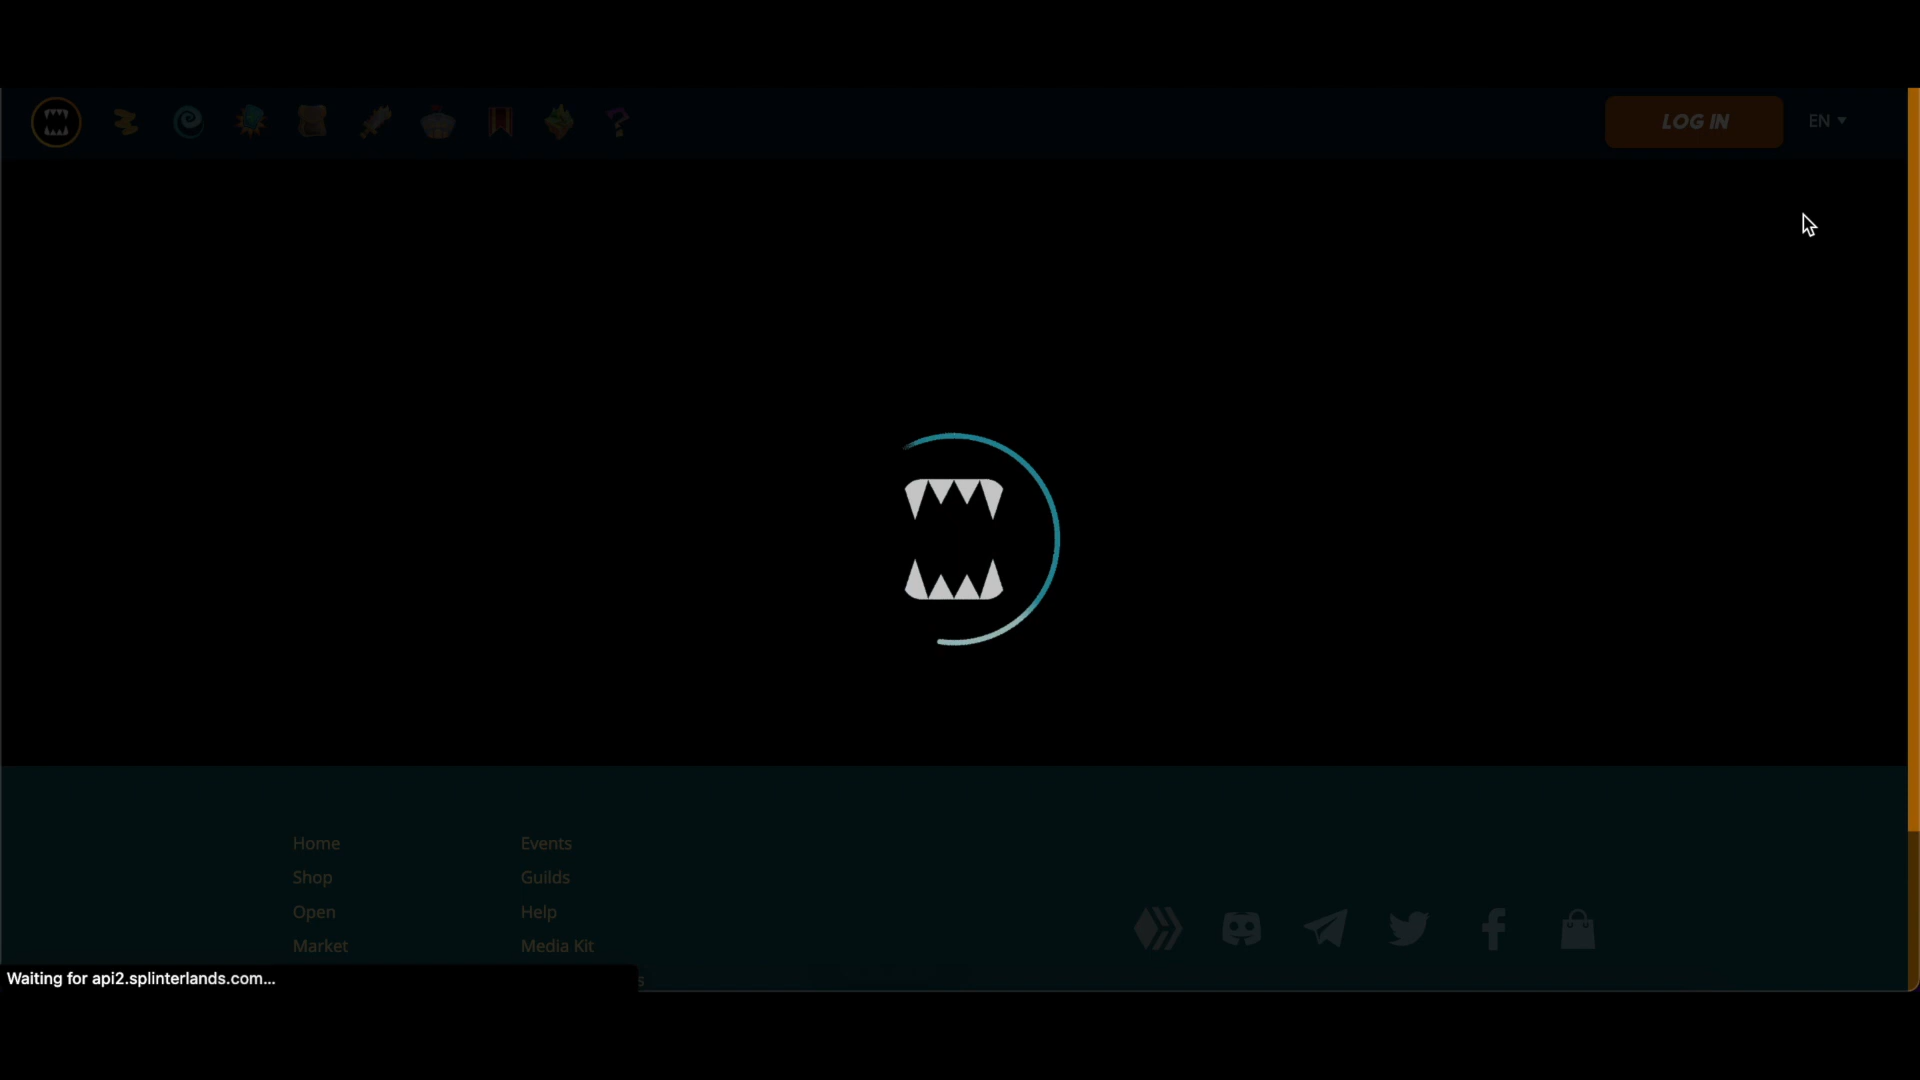 LOG IN
EN
Home
Events
Shop
Guilds
Open
Help
Market
Media Kit
Waiting for api2.splinterlands.com...